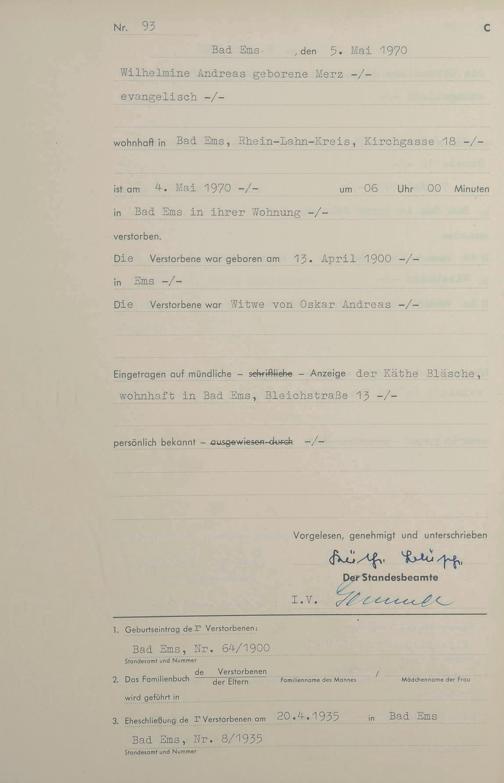 Nr. 93 C
Bad Ems , den 5. Mai 1970
Wilhelmine Andreas geborene Merz -/-
evangelisch -/-
wohnhaft in Bad Ems, Rhein-Lahn-Kreis, Kirchgasse 18 -/-
ist am 4. Mai 1970 -/- um 06 Uhr 00 Minuten
in Bad Ems in ihrer Wohnung -/-
verstorben.
Die Verstorbene war geboren am 13. April 1900 -/-
in Ems -/-
Die Verstorbene war Witwe von Oskar Andreas -/-
Eingetragen auf mündliche – schriftliche – Anzeige der Käthe Bläsche,
wohnhaft in Bad Ems, Bleichstraße 13 -/-
persönlich bekannt – ausgewiesen durch -/-
Vorgelesen, genehmigt und unterschrieben
Der Standesbeamte
I.V.
1. Geburtseintrag de r Verstorbenen:
Bad Ems, Nr. 64/1900
Standesamt und Nummer
2. Das Familienbuch de Verstorbenen / der Eltern Familienname des Mannes / Mädchenname der Frau
wird geführt in
3. Eheschließung de r Verstorbenen am 20.4.1935 in Bad Ems
Bad Ems, Nr. 8/1935
Standesamt und Nummer